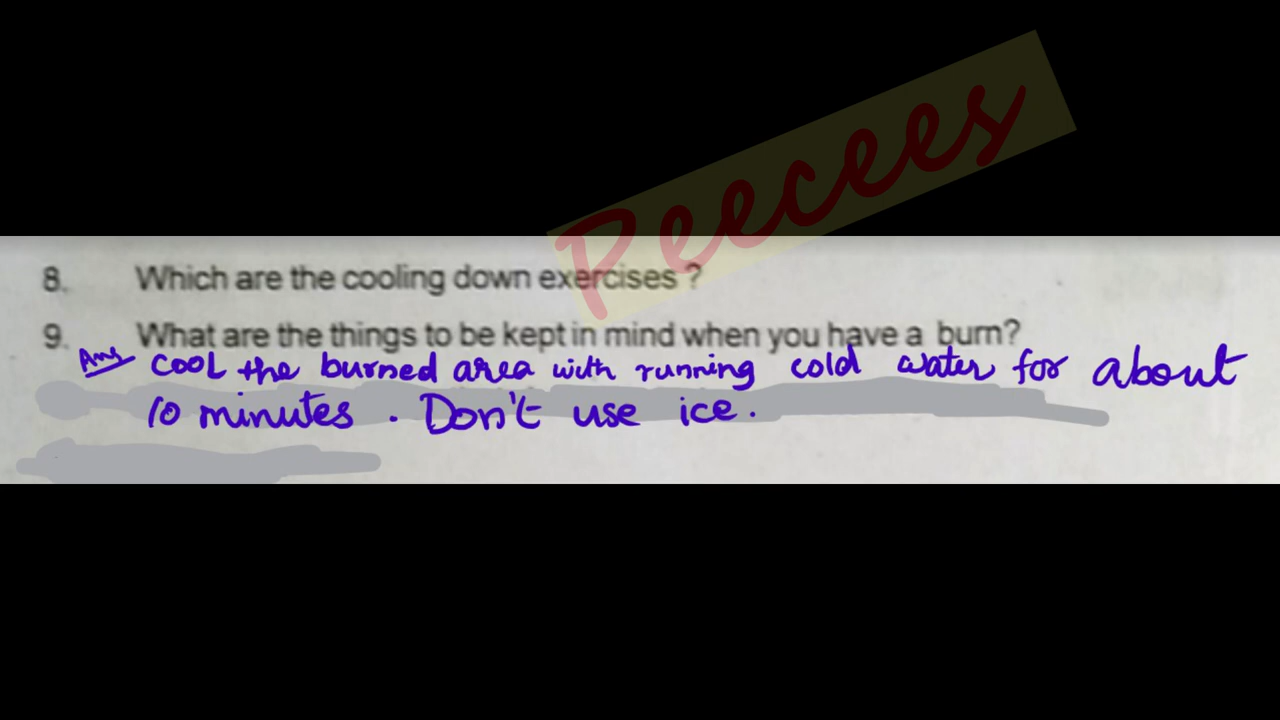 Peecees
8. Which are the cooling down exercises ?
9. What are the things to be kept in mind when you have a burn?
Ans cool the burned area with running cold water for about
10 minutes . Don't use ice .